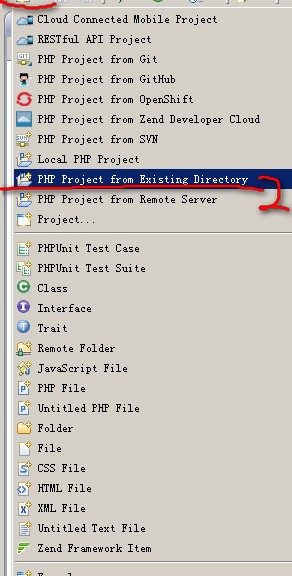 Cloud Connected Mobile Project
RESTful API Project
PHP Project from Git
PHP Project from GitHub
PHP Project from OpenShift
PHP Project from Zend Developer Cloud
PHP Project from SVN
Local PHP Project
PHP Project from Existing Directory
PHP Project from Remote Server
Project...
PHPUnit Test Case
PHPUnit Test Suite
Class
Interface
Trait
Remote Folder
JavaScript File
PHP File
Untitled PHP File
Folder
File
CSS File
HTML File
XML File
Untitled Text File
Zend Framework Item